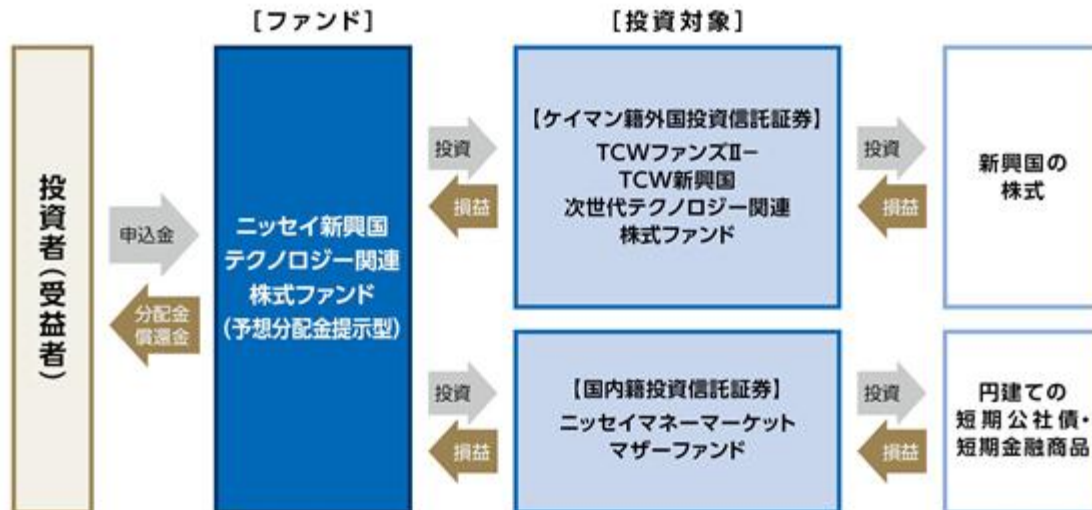 [ファンド]
[投資対象]
投資者(受益者)
申込金
分配金
償還金
ニッセイ新興国
テクノロジー関連
株式ファンド
(予想分配金提示型)
投資
損益
【ケイマン籍外国投資信託証券】
TCWファンズⅡー
TCW新興国
次世代テクノロジー関連
株式ファンド
投資
損益
新興国の
株式
投資
損益
【国内籍投資信託証券】
ニッセイマネーマーケット
マザーファンド
投資
損益
円建ての
短期公社債・
短期金融商品